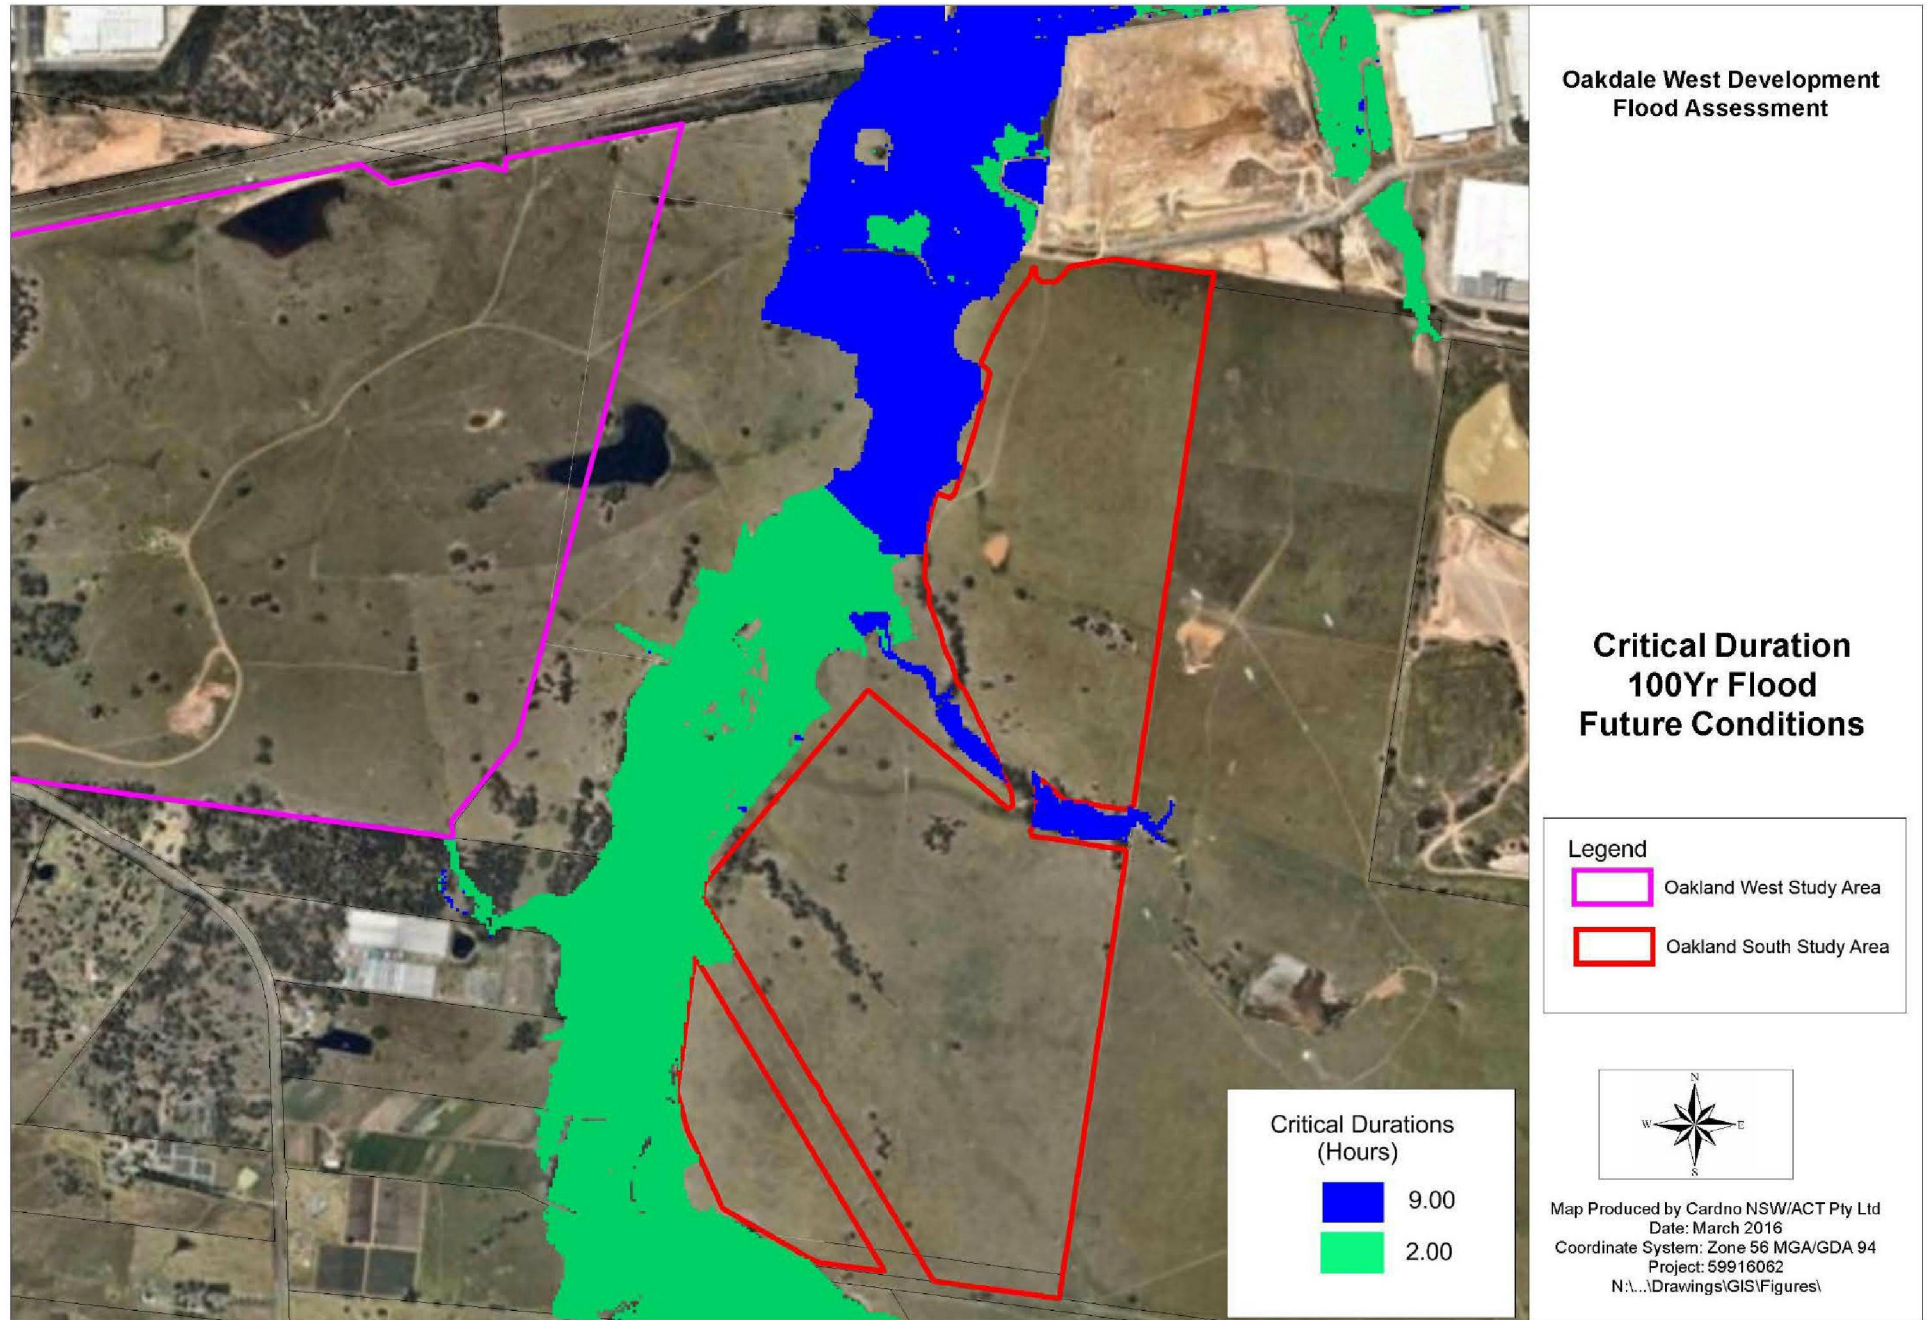 Oakdale West Development
Flood Assessment
Critical Duration
100Yr Flood
Future Conditions
Legend
Oakland West Study Area
Oakland South Study Area
N
W
E
S
Critical Durations
(Hours)
9.00
2.00
Map Produced by Cardno NSW/ACT Pty Ltd
Date: March 2016
Coordinate System: Zone 56 MGA/GDA 94
Project: 59916062
N:\...\Drawings\GIS\Figures\